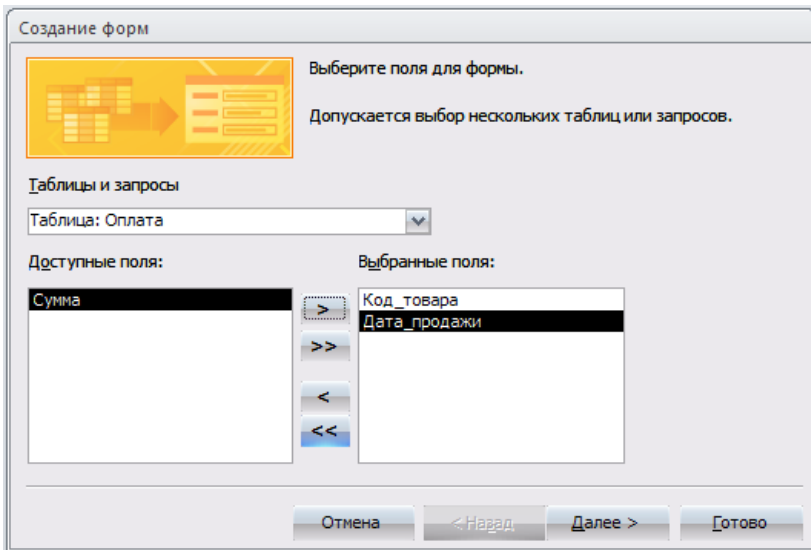 Создание форм
Выберите поля для формы.
Допускается выбор нескольких таблиц или запросов.
Таблицы и запросы
Таблица: Оплата
Доступные поля:
Выбранные поля:
Сумма
Код_товара
Дата_продажи
>
>>
<
<<
Отмена
< Назад
Далее >
Готово